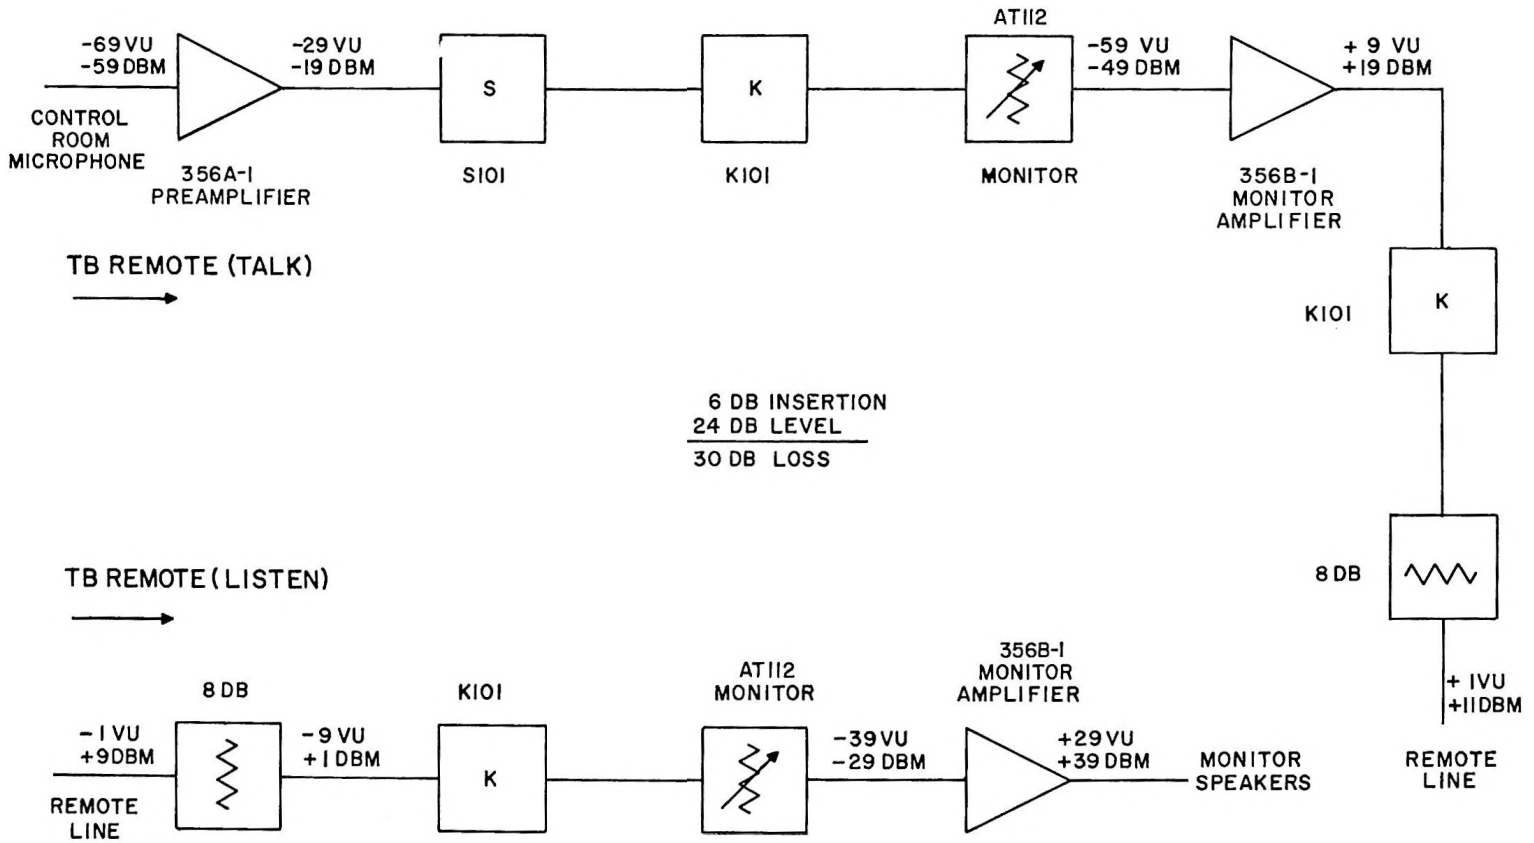 -69 VU
-59 DBM
CONTROL
ROOM
MICROPHONE
356A-1
PREAMPLIFIER
-29 VU
-19 DBM
S
S101
K
K101
AT112
MONITOR
-59 VU
-49 DBM
356B-1
MONITOR
AMPLIFIER
+ 9 VU
+19 DBM
TB REMOTE (TALK)
K101
K
6 DB INSERTION
24 DB LEVEL
30 DB LOSS
8 DB
+ 1VU
+11DBM
REMOTE
LINE
TB REMOTE (LISTEN)
-1 VU
+9DBM
REMOTE
LINE
8 DB
-9 VU
+1 DBM
K101
K
AT112
MONITOR
-39 VU
-29 DBM
356B-1
MONITOR
AMPLIFIER
+29 VU
+39 DBM
MONITOR
SPEAKERS